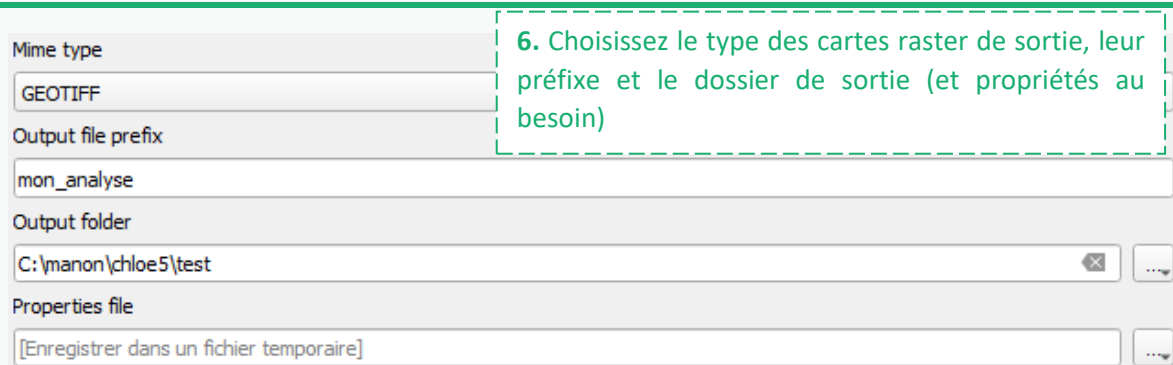 Mime type
GEOTIFF
6. Choisissez le type des cartes raster de sortie, leur
préfixe et le dossier de sortie (et propriétés au
besoin)
Output file prefix
mon_analyse
Output folder
C:\manon\chloe5\test
...
Properties file
[Enregistrer dans un fichier temporaire]
...